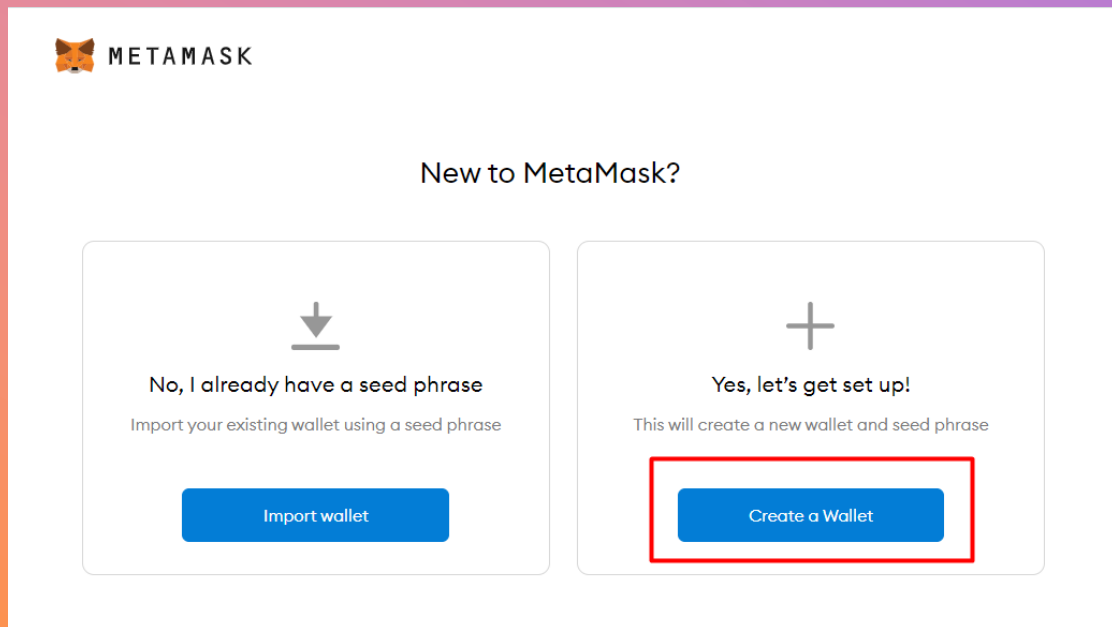 METAMASK
New to MetaMask?
No, I already have a seed phrase
Import your existing wallet using a seed phrase
Import wallet
Yes, let’s get set up!
This will create a new wallet and seed phrase
Create a Wallet